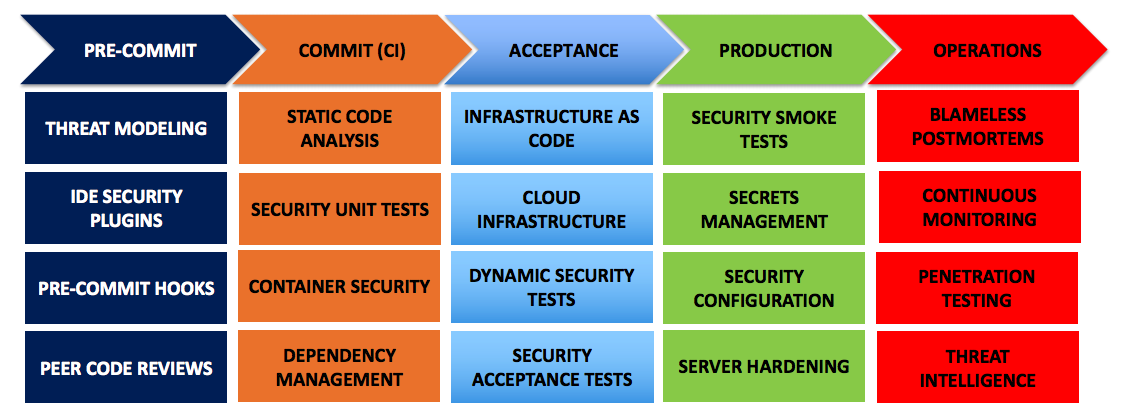 PRE-COMMIT
COMMIT (CI)
ACCEPTANCE
PRODUCTION
OPERATIONS
THREAT MODELING
STATIC CODE
ANALYSIS
INFRASTRUCTURE AS
CODE
SECURITY SMOKE
TESTS
BLAMELESS
POSTMORTEMS
IDE SECURITY
PLUGINS
SECURITY UNIT TESTS
CLOUD
INFRASTRUCTURE
SECRETS
MANAGEMENT
CONTINUOUS
MONITORING
PRE-COMMIT HOOKS
CONTAINER SECURITY
DYNAMIC SECURITY
TESTS
SECURITY
CONFIGURATION
PENETRATION
TESTING
PEER CODE REVIEWS
DEPENDENCY
MANAGEMENT
SECURITY
ACCEPTANCE TESTS
SERVER HARDENING
THREAT
INTELLIGENCE